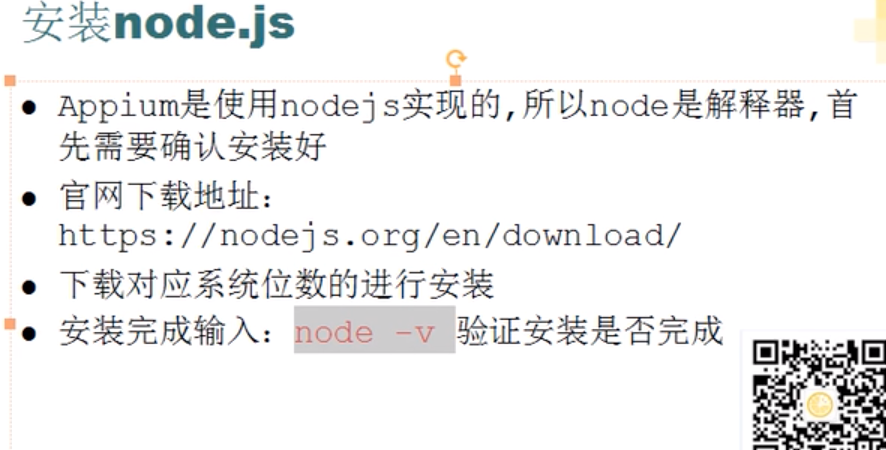 安装node.js
Appium是使用nodejs实现的,所以node是解释器,首
先需要确认安装好
官网下载地址：
https://nodejs.org/en/download/
下载对应系统位数的进行安装
安装完成输入：node -v 验证安装是否完成